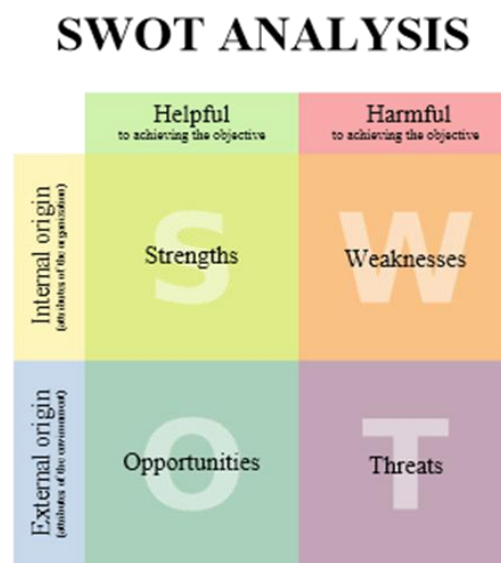 SWOT ANALYSIS
Helpful
to achieving the objective
Harmful
to achieving the objective
Internal origin
(attributes of the organization)
S
Strengths
W
Weaknesses
External origin
(attributes of the environment)
O
Opportunities
T
Threats